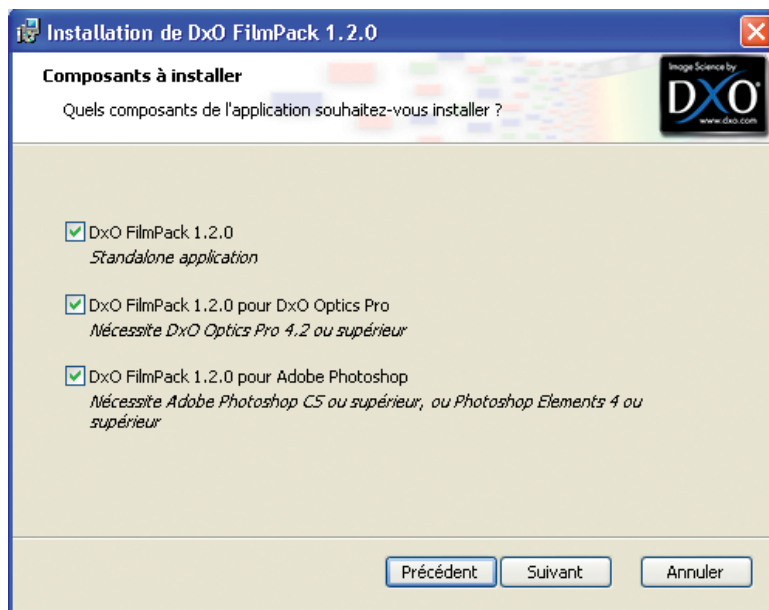 Installation de DxO FilmPack 1.2.0
Composants à installer
Quels composants de l'application souhaitez-vous installer ?
Image Science by
DXO
www.dxo.com
DxO FilmPack 1.2.0
Standalone application
DxO FilmPack 1.2.0 pour DxO Optics Pro
Nécessite DxO Optics Pro 4.2 ou supérieur
DxO FilmPack 1.2.0 pour Adobe Photoshop
Nécessite Adobe Photoshop CS ou supérieur, ou Photoshop Elements 4 ou
supérieur
Précédent
Suivant
Annuler